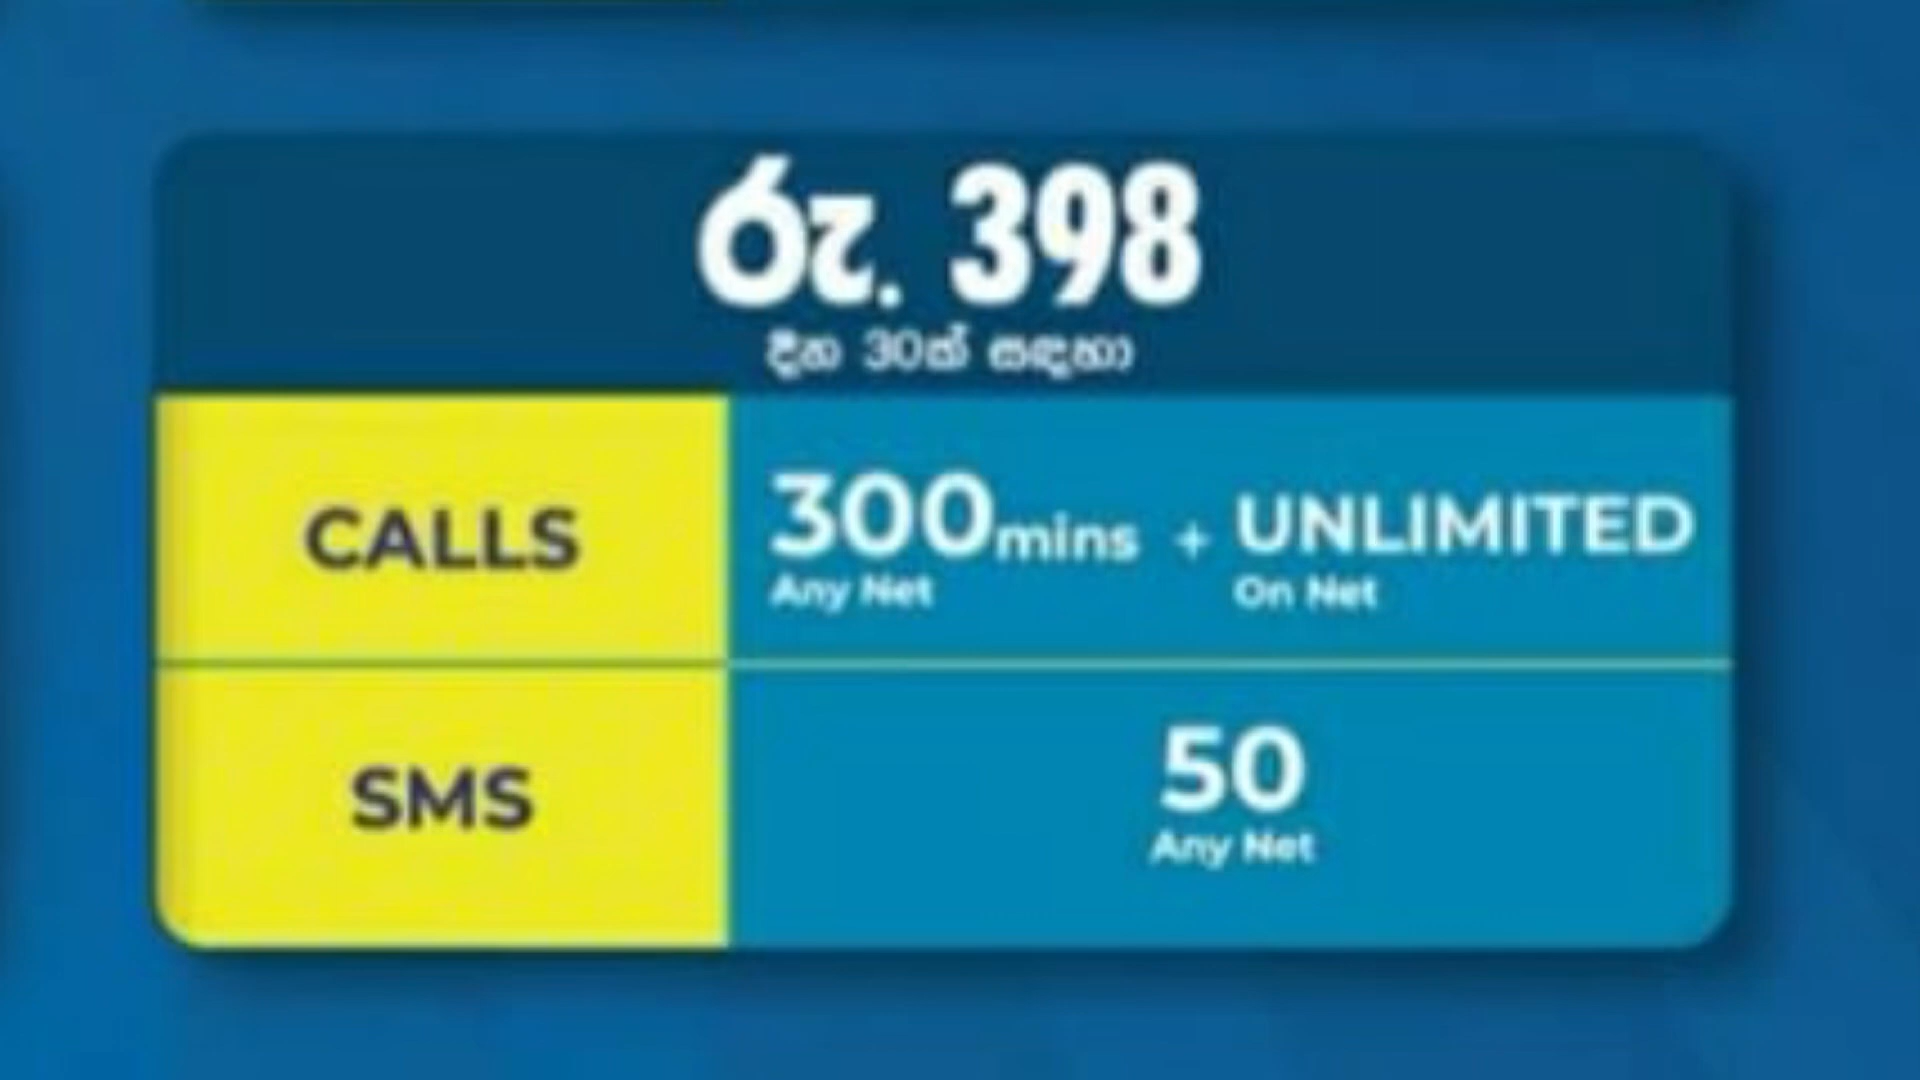 රු. 398
දින 30ක් සඳහා
CALLS
300mins + UNLIMITED
Any Net On Net
SMS
50
Any Net